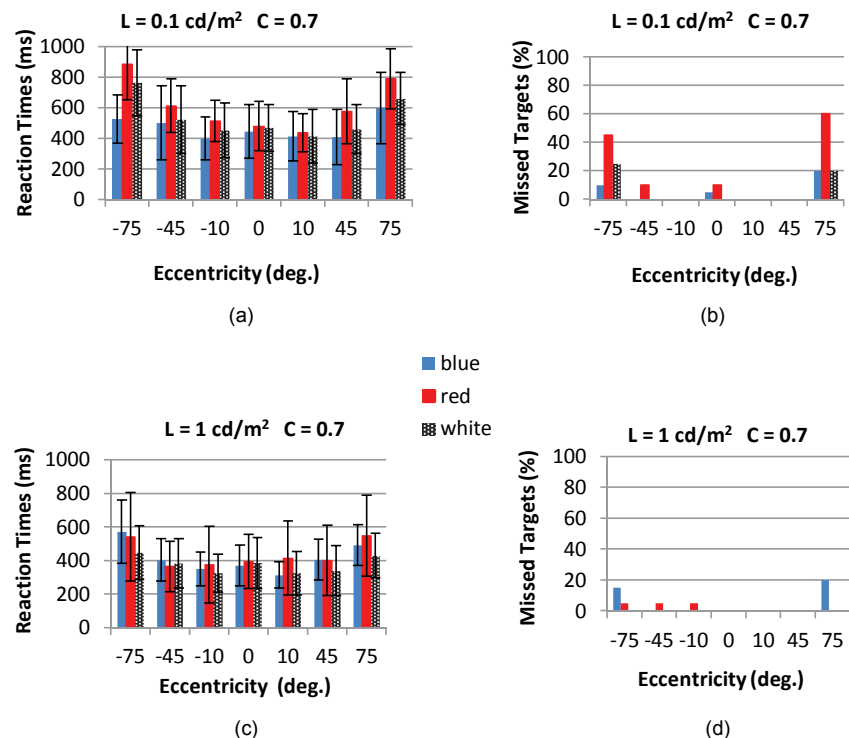 L = 0.1 cd/m² C = 0.7
Reaction Times (ms)
1000
800
600
400
200
0
-75 -45 -10 0 10 45 75
Eccentricity (deg.)
(a)
L = 0.1 cd/m² C = 0.7
Missed Targets (%)
100
80
60
40
20
0
-75 -45 -10 0 10 45 75
Eccentricity (deg.)
(b)
blue
red
white
L = 1 cd/m² C = 0.7
Reaction Times (ms)
1000
800
600
400
200
0
-75 -45 -10 0 10 45 75
Eccentricity (deg.)
(c)
L = 1 cd/m² C = 0.7
Missed Targets (%)
100
80
60
40
20
0
-75 -45 -10 0 10 45 75
Eccentricity (deg.)
(d)